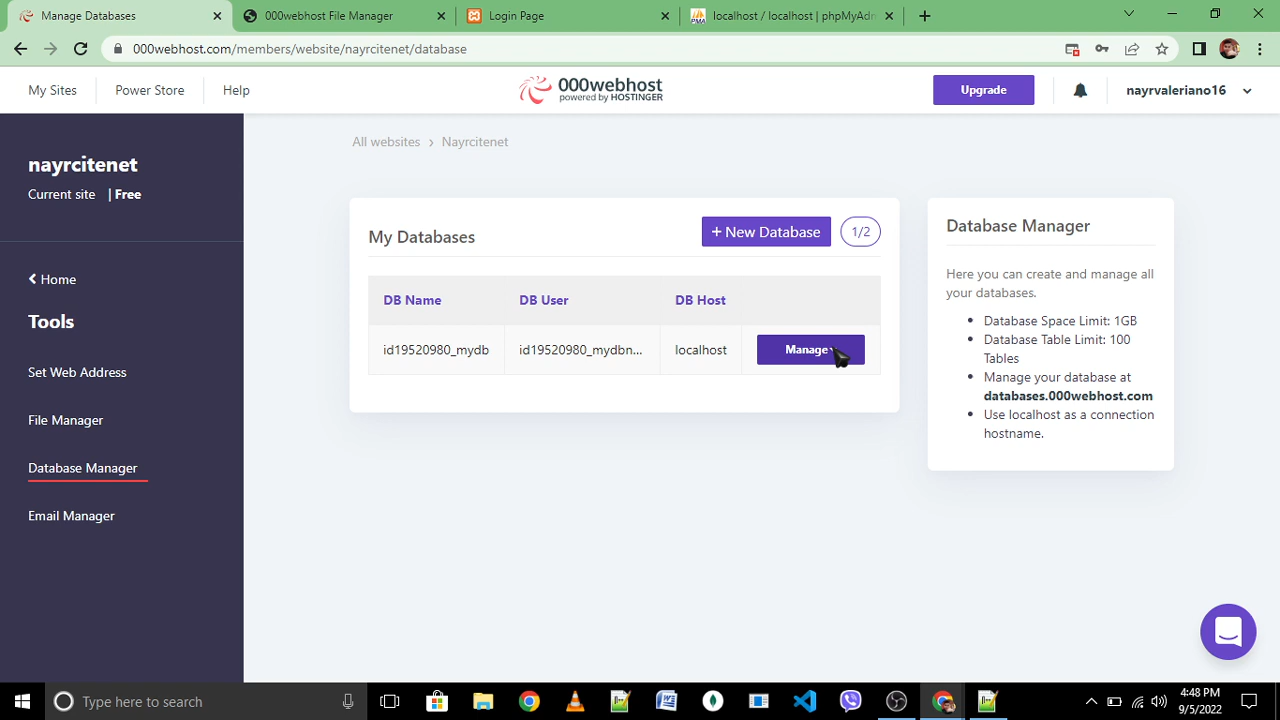 Manage Databases
000webhost File Manager
Login Page
localhost / localhost | phpMyAdn
000webhost.com/members/website/nayrcitenet/database
My Sites
Power Store
Help
000webhost
powered by HOSTINGER
Upgrade
nayrvaleriano16
nayrcitenet
Current site | Free
Home
Tools
Set Web Address
File Manager
Database Manager
Email Manager
All websites › Nayrcitenet
My Databases
+ New Database
1/2
DB Name DB User DB Host
id19520980_mydb id19520980_mydbn... localhost Manage
Database Manager
Here you can create and manage all
your databases.
• Database Space Limit: 1GB
• Database Table Limit: 100
Tables
• Manage your database at
databases.000webhost.com
• Use localhost as a connection
hostname.
Type here to search
4:48 PM
9/5/2022